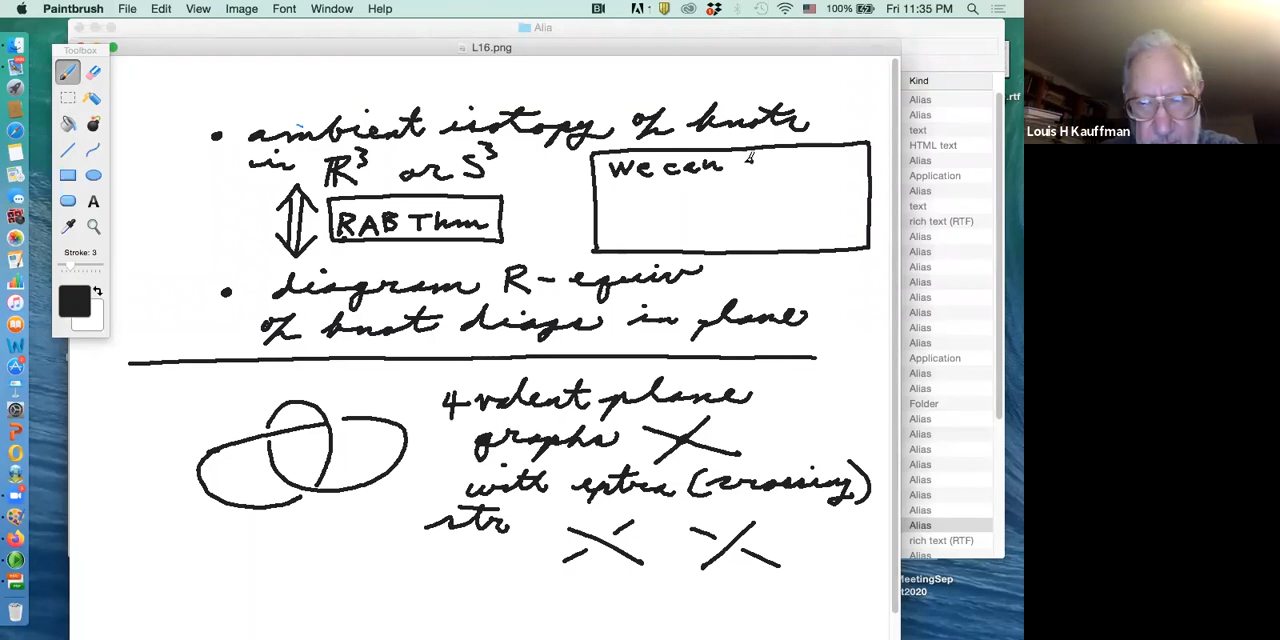 Paintbrush File Edit View Image Font Window Help 100% Fri 11:35 PM
Alia
L16.png
Toolbox
Stroke: 3
• ambient isotopy of knots
in R³ or S³
We can
RAB Thm
• diagram R-equiv
of knot diags in plane
4 valent plane
graphs
with extra (crossing)
str
Kind
Alias
Alias
text
HTML text
Alias
Application
Alias
text
rich text (RTF)
Alias
Alias
Alias
Alias
Alias
Alias
Alias
Application
Alias
Folder
Alias
Alias
Alias
Alias
Alias
Alias
Alias
Alias
rich text (RTF)
Alias
.rtf
MeetingSep
t2020
Louis H Kauffman